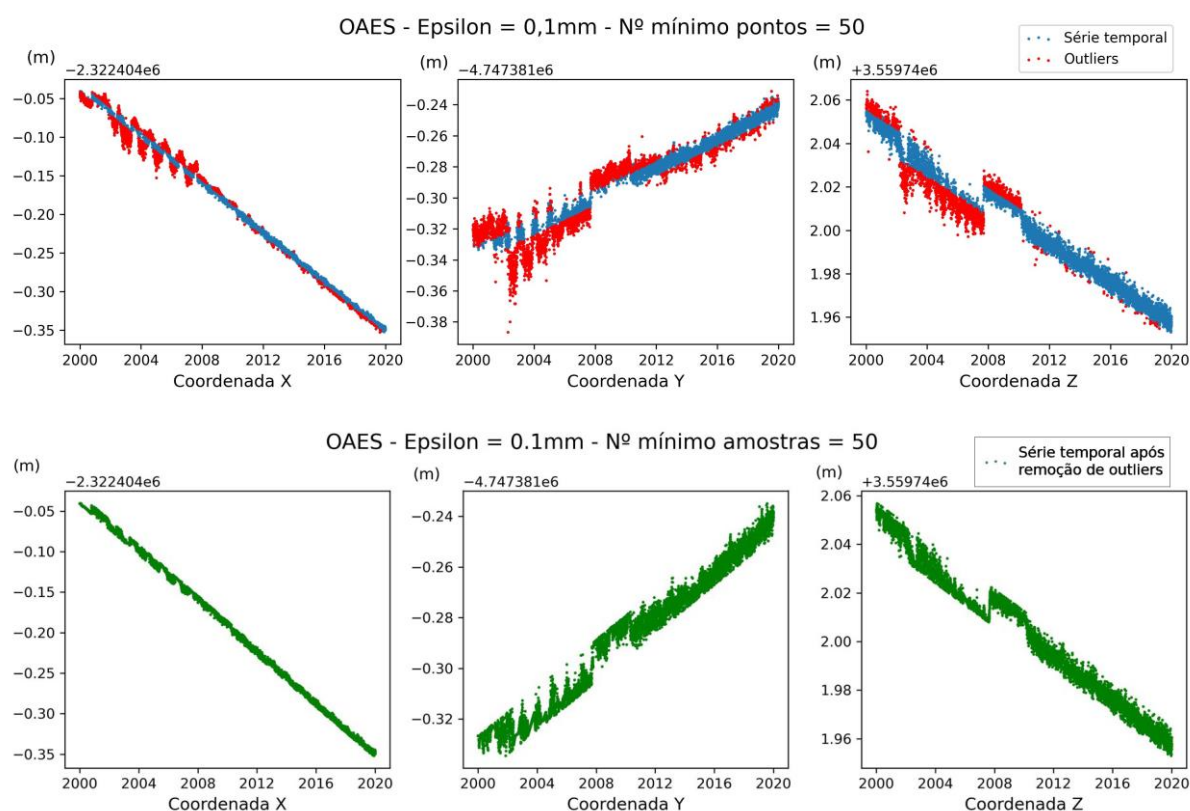 OAES - Epsilon = 0,1mm - Nº mínimo pontos = 50
Série temporal
Outliers
(m)
−2.322404e6
−0.05
−0.10
−0.15
−0.20
−0.25
−0.30
−0.35
2000 2004 2008 2012 2016 2020
Coordenada X
(m)
−4.747381e6
−0.24
−0.26
−0.28
−0.30
−0.32
−0.34
−0.36
−0.38
2000 2004 2008 2012 2016 2020
Coordenada Y
(m)
+3.55974e6
2.06
2.04
2.02
2.00
1.98
1.96
2000 2004 2008 2012 2016 2020
Coordenada Z
OAES - Epsilon = 0.1mm - Nº mínimo amostras = 50
Série temporal após
remoção de outliers
(m)
−2.322404e6
−0.05
−0.10
−0.15
−0.20
−0.25
−0.30
−0.35
2000 2004 2008 2012 2016 2020
Coordenada X
(m)
−4.747381e6
−0.24
−0.26
−0.28
−0.30
−0.32
2000 2004 2008 2012 2016 2020
Coordenada Y
(m)
+3.55974e6
2.06
2.04
2.02
2.00
1.98
1.96
2000 2004 2008 2012 2016 2020
Coordenada Z